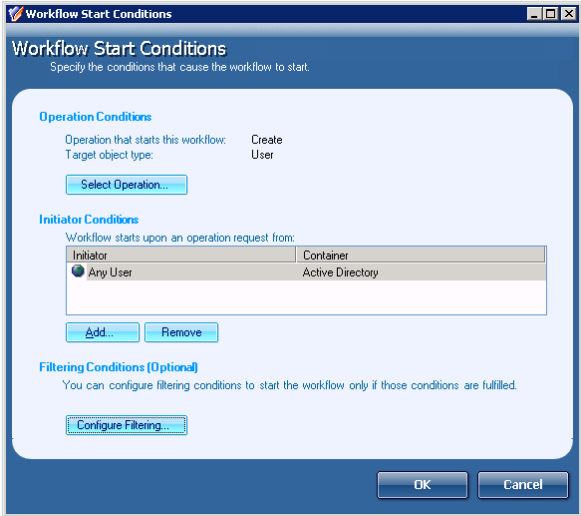 Workflow Start Conditions
Workflow Start Conditions
Specify the conditions that cause the workflow to start.
Operation Conditions
Operation that starts this workflow: Create
Target object type: User
Select Operation...
Initiator Conditions
Workflow starts upon an operation request from:
Initiator Container
Any User Active Directory
Add... Remove
Filtering Conditions (Optional)
You can configure filtering conditions to start the workflow only if those conditions are fulfilled.
Configure Filtering...
OK Cancel